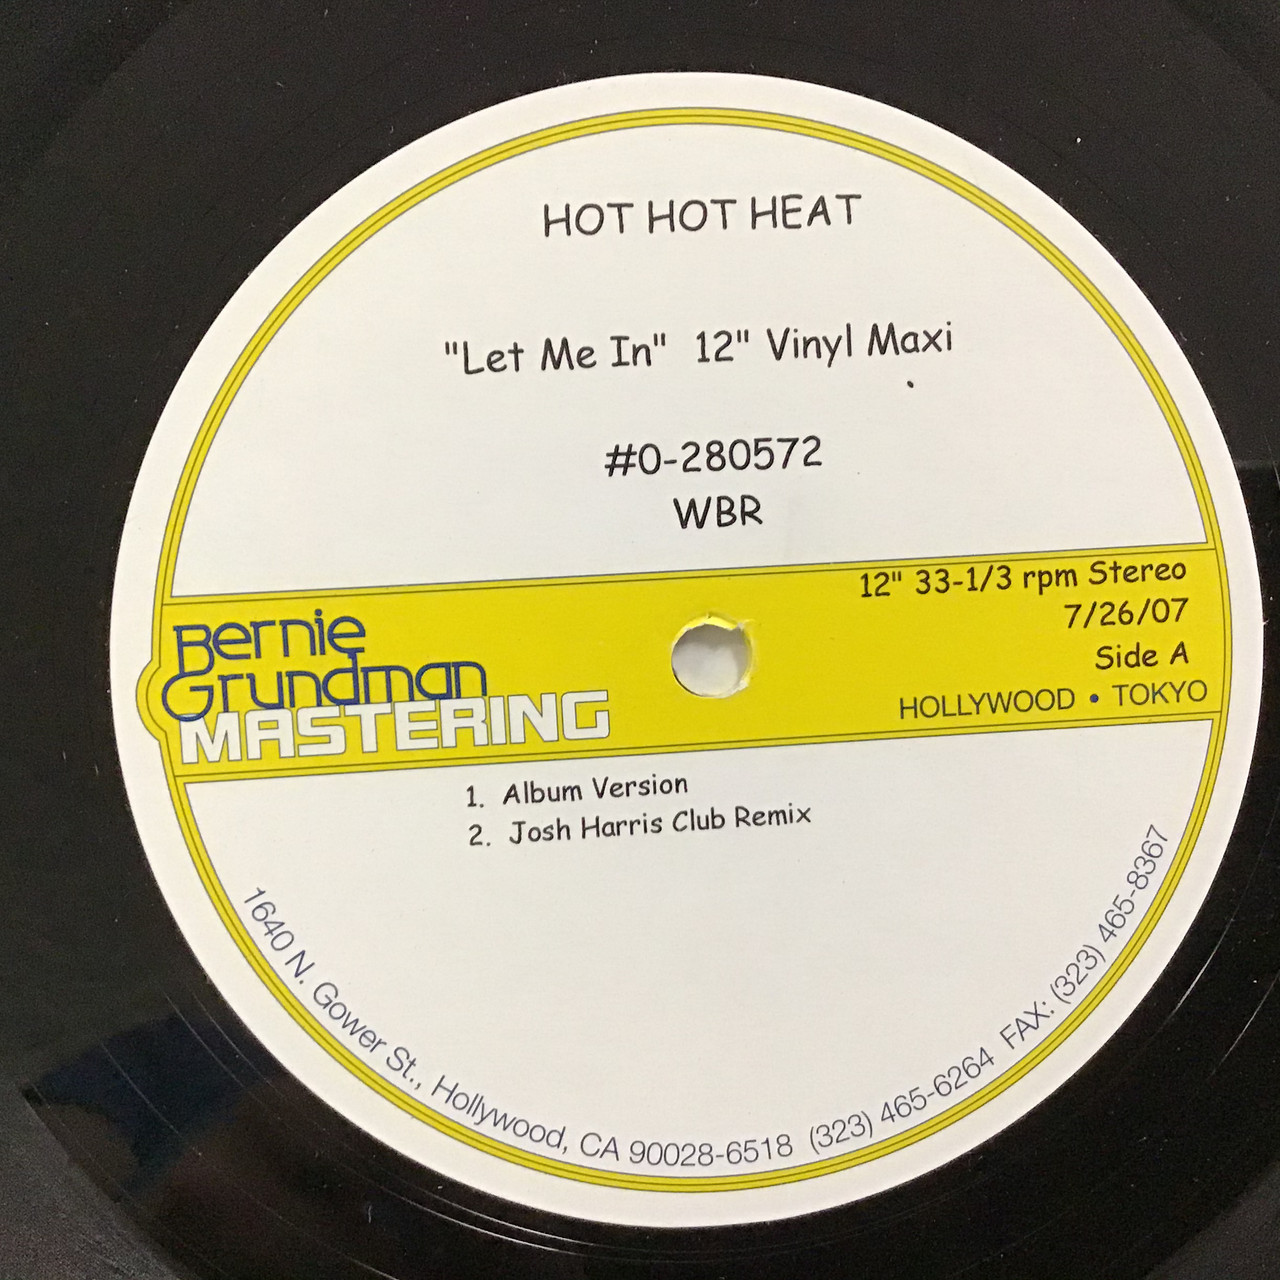 HOT HOT HEAT
"Let Me In"  12" Vinyl Maxi
#0-280572
WBR
12" 33-1/3 rpm Stereo
7/26/07
Side A
HOLLYWOOD • TOKYO
Bernie
Grundman
MASTERING
1.  Album Version
2.  Josh Harris Club Remix
1640 N. Gower St., Hollywood, CA 90028-6518  (323) 465-6264  FAX: (323) 465-8367